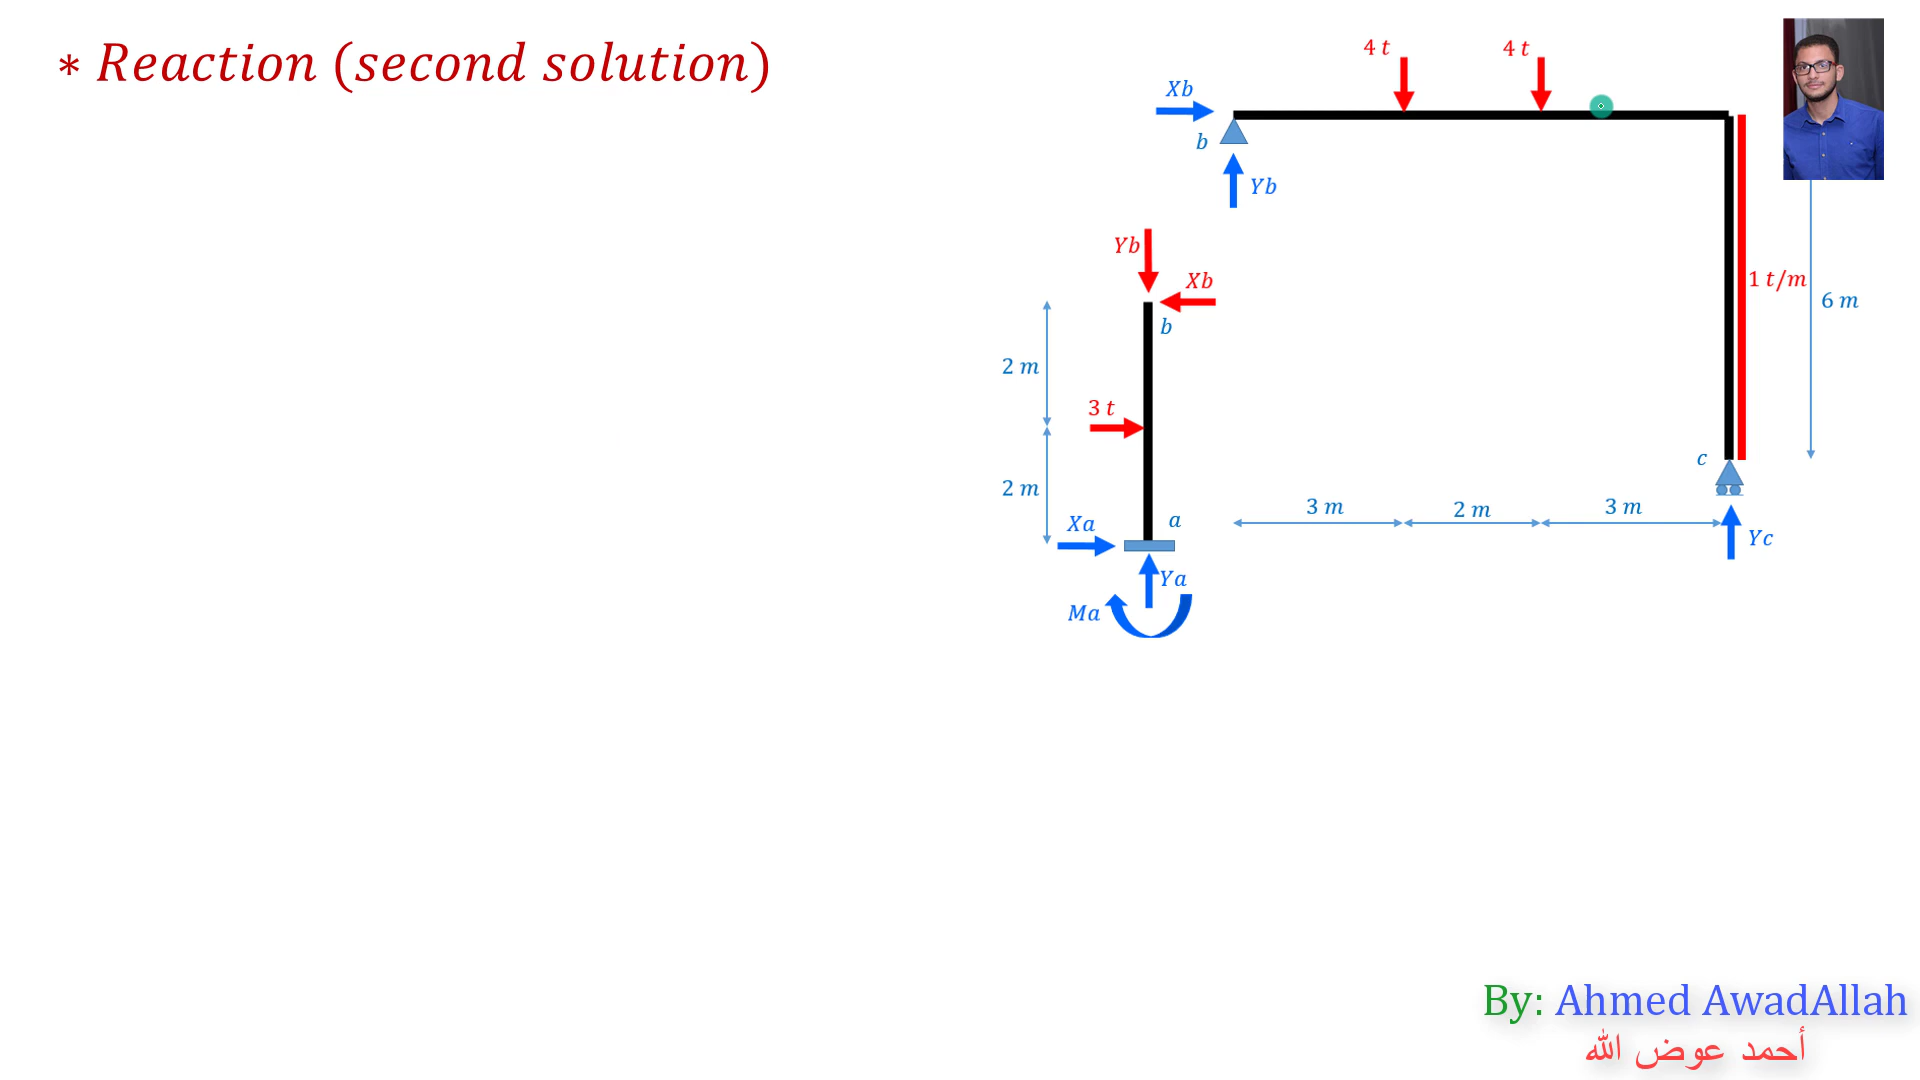 * Reaction (second solution)
4 t
4 t
Xb
b
Yb
Yb
Xb
1 t/m
6 m
b
2 m
3 t
c
2 m
3 m
2 m
3 m
Xa
a
Yc
Ya
Ma
By: Ahmed AwadAllah
أحمد عوض الله